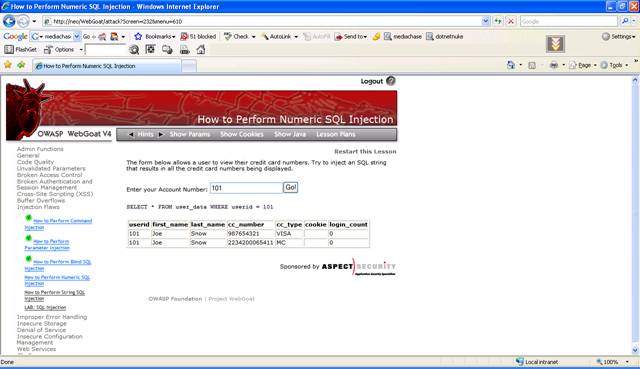 How to Perform Numeric SQL Injection - Windows Internet Explorer
http://rec/WebGoat/attack?Screen=232&menu=610
Google
Google mediachase Go Bookmarks 51 blocked Check AutoLink AutoFill Send to mediachase dotnetnuke Settings
FlashGet Options
How to Perform Numeric SQL Injection Page Tools
Logout ?
How to Perform Numeric SQL Injection
OWASP WebGoat V4 Hints Show Params Show Cookies Show Java Lesson Plans
Restart this Lesson
Admin Functions
General
Code Quality
Unvalidated Parameters
Broken Access Control
Broken Authentication and
Session Management
Cross-Site Scripting (XSS)
Buffer Overflows
Injection Flaws
How to Perform Command
Injection
How to Perform
Parameter Injection
How to Perform Blind SQL
Injection
How to Perform Numeric SQL
Injection
How to Perform String SQL
Injection
LAB: SQL Injection
Improper Error Handling
Insecure Storage
Denial of Service
Insecure Configuration
Management
Web Services
The form below allows a user to view their credit card numbers. Try to inject an SQL string
that results in all the credit card numbers being displayed.
Enter your Account Number: 101 Go!
SELECT * FROM user_data WHERE userid = 101
userid first_name last_name cc_number cc_type cookie login_count
101 Joe Snow 987654321 VISA 0
101 Joe Snow 2234200065411 MC 0
Sponsored by ASPECT SECURITY
Application Security Specialists
OWASP Foundation | Project WebGoat
Done Local intranet 100%